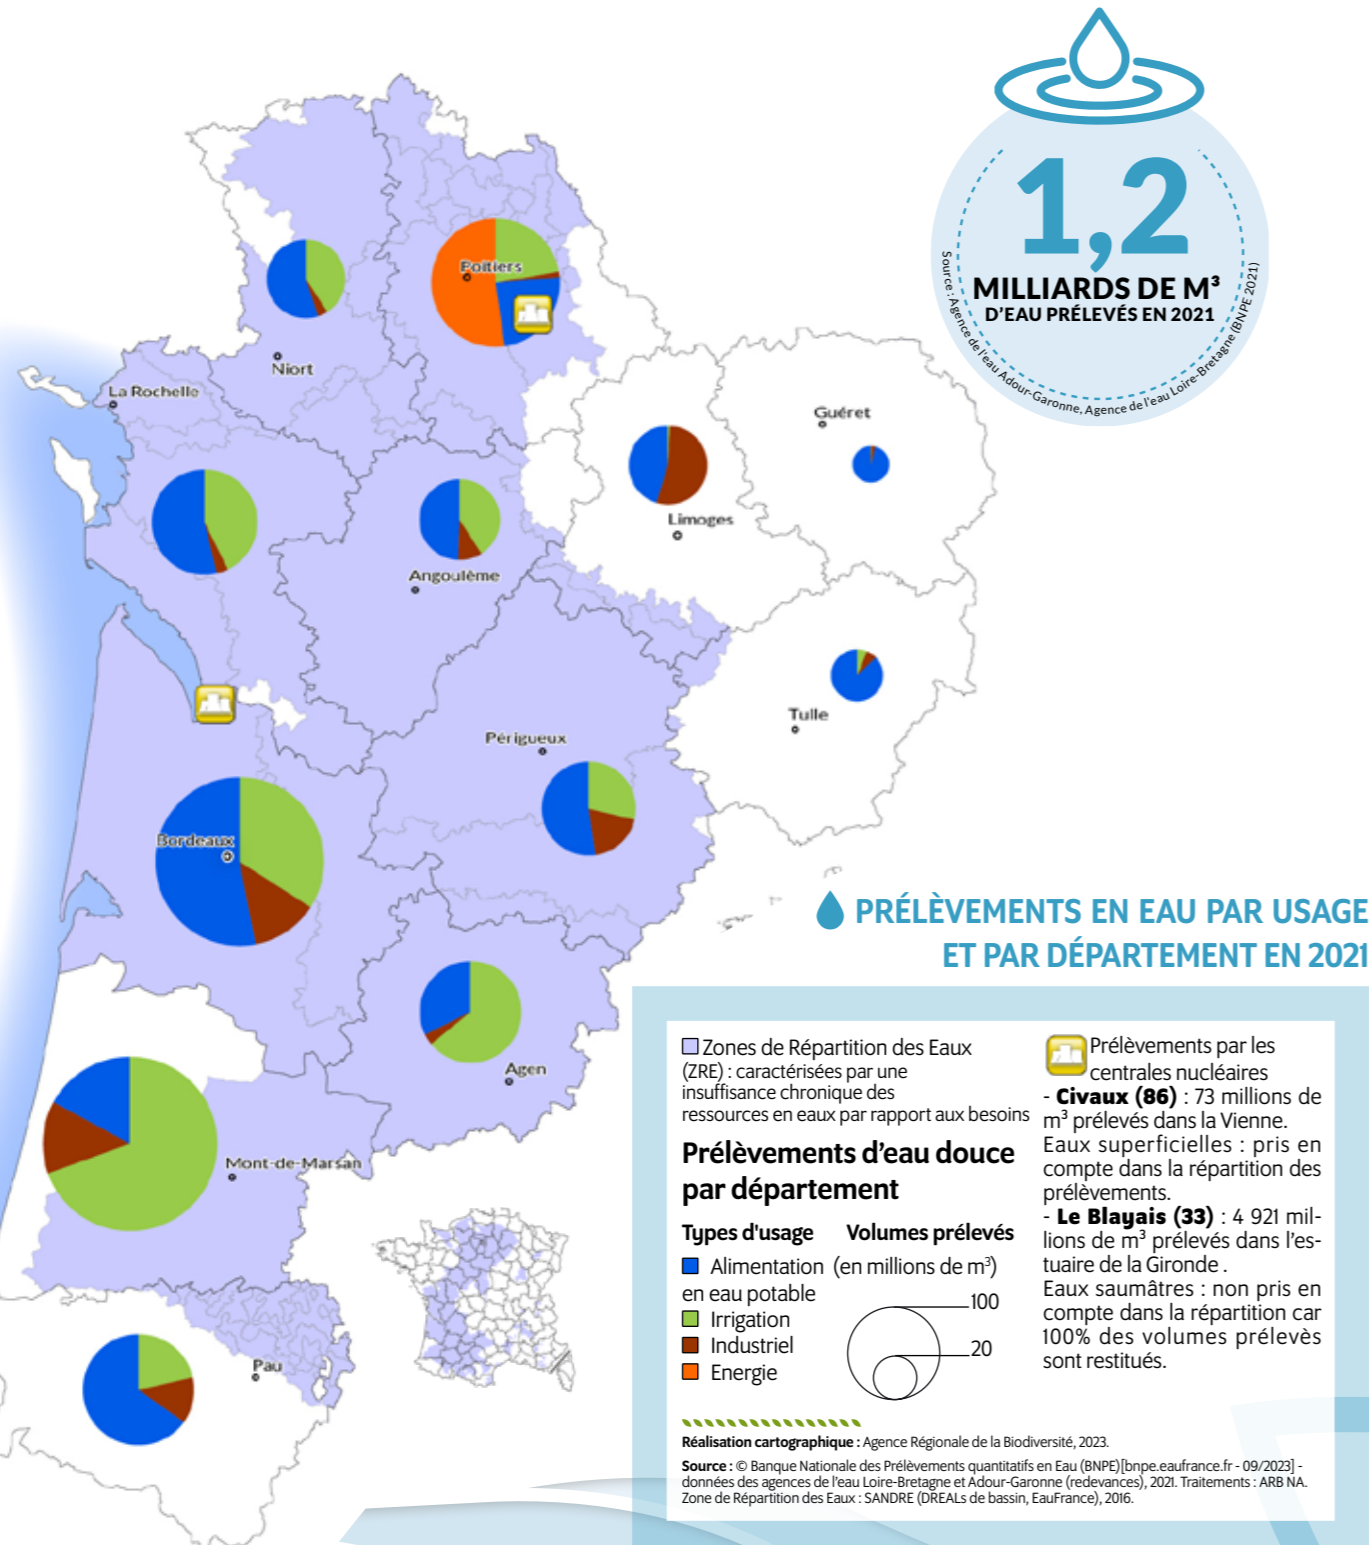 1,2
MILLIARDS DE M³
D'EAU PRÉLEVÉS EN 2021
Source : Agence de l'eau Adour-Garonne, Agence de l'eau Loire-Bretagne (BNPE 2021)
Poitiers
Niort
La Rochelle
Guéret
Limoges
Angoulème
Tulle
Périgueux
Bordeaux
Agen
Mont-de-Marsan
Pau
PRÉLÈVEMENTS EN EAU PAR USAGE
ET PAR DÉPARTEMENT EN 2021
Zones de Répartition des Eaux
(ZRE) : caractérisées par une
insuffisance chronique des
ressources en eaux par rapport aux besoins
Prélèvements d'eau douce
par département
Types d'usage
Alimentation
en eau potable
Irrigation
Industriel
Energie
Volumes prélevés
(en millions de m³)
100
20
Prélèvements par les
centrales nucléaires
- Civaux (86) : 73 millions de
m³ prélevés dans la Vienne.
Eaux superficielles : pris en
compte dans la répartition des
prélèvements.
- Le Blayais (33) : 4 921 mil-
lions de m³ prélevés dans l'es-
tuaire de la Gironde .
Eaux saumâtres : non pris en
compte dans la répartition car
100% des volumes prélevès
sont restitués.
Réalisation cartographique : Agence Régionale de la Biodiversité, 2023.
Source : © Banque Nationale des Prélèvements quantitatifs en Eau (BNPE)[bnpe.eaufrance.fr - 09/2023] -
données des agences de l'eau Loire-Bretagne et Adour-Garonne (redevances), 2021. Traitements : ARB NA.
Zone de Répartition des Eaux : SANDRE (DREALs de bassin, EauFrance), 2016.